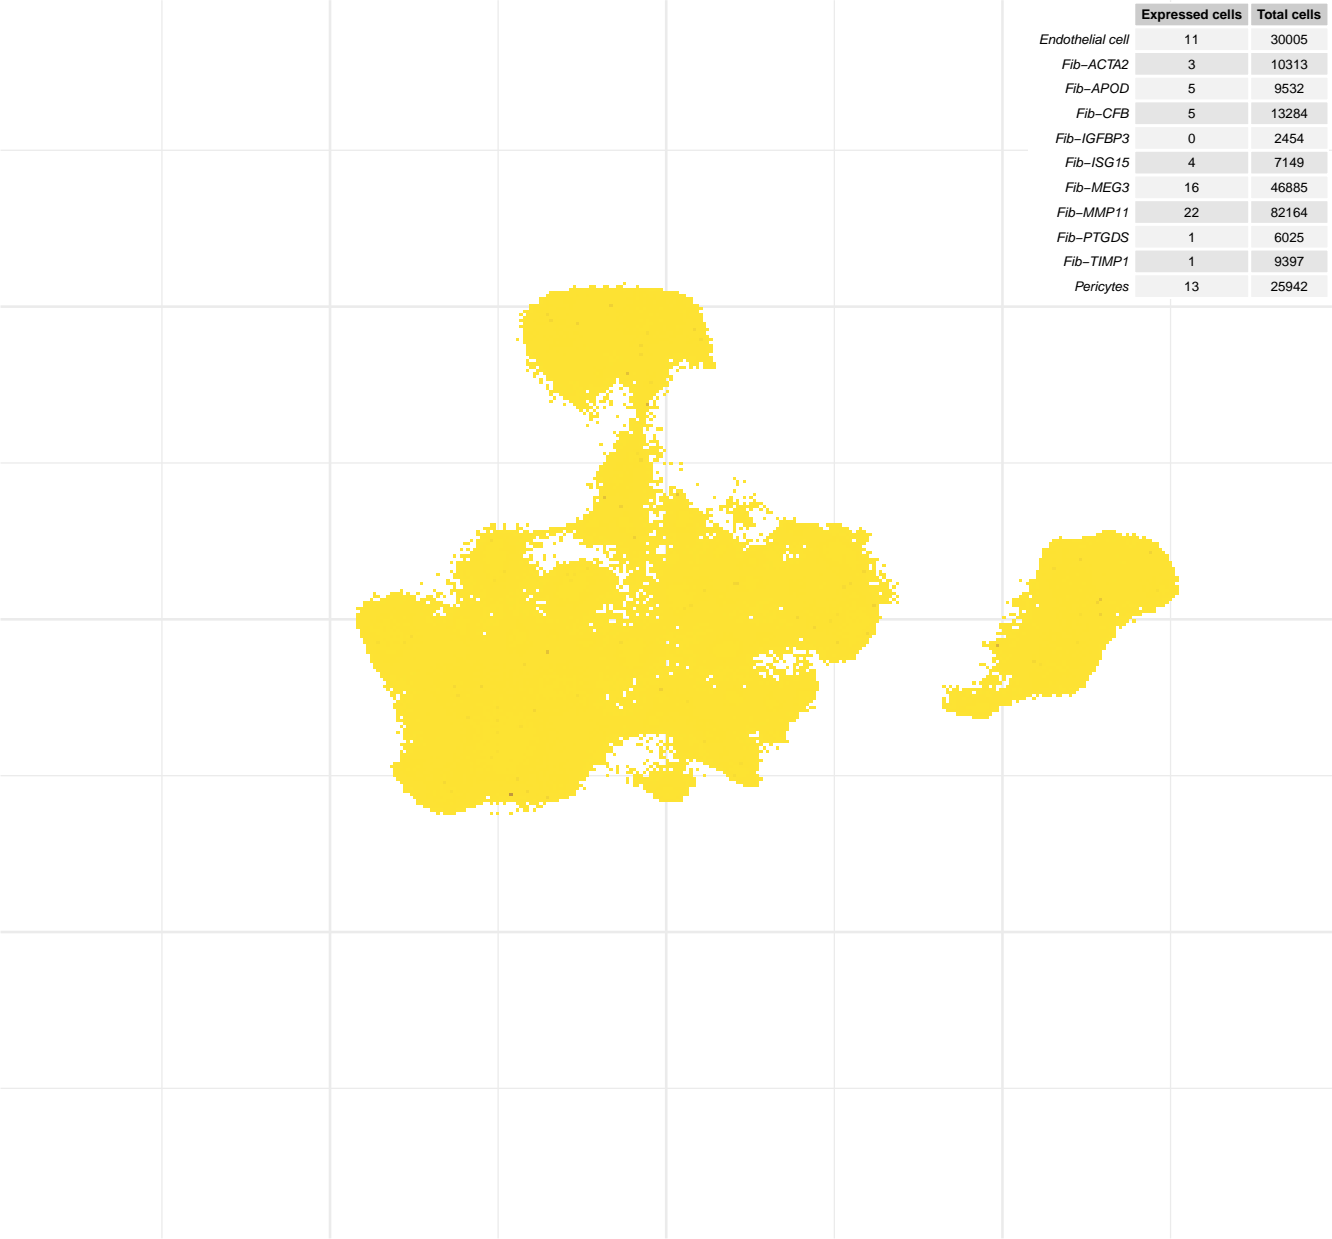 Expressed cells Total cells
Endothelial cell 11 30005
Fib−ACTA2 3 10313
Fib−APOD 5 9532
Fib−CFB 5 13284
Fib−IGFBP3 0 2454
Fib−ISG15 4 7149
Fib−MEG3 16 46885
Fib−MMP11 22 82164
Fib−PTGDS 1 6025
Fib−TIMP1 1 9397
Pericytes 13 25942